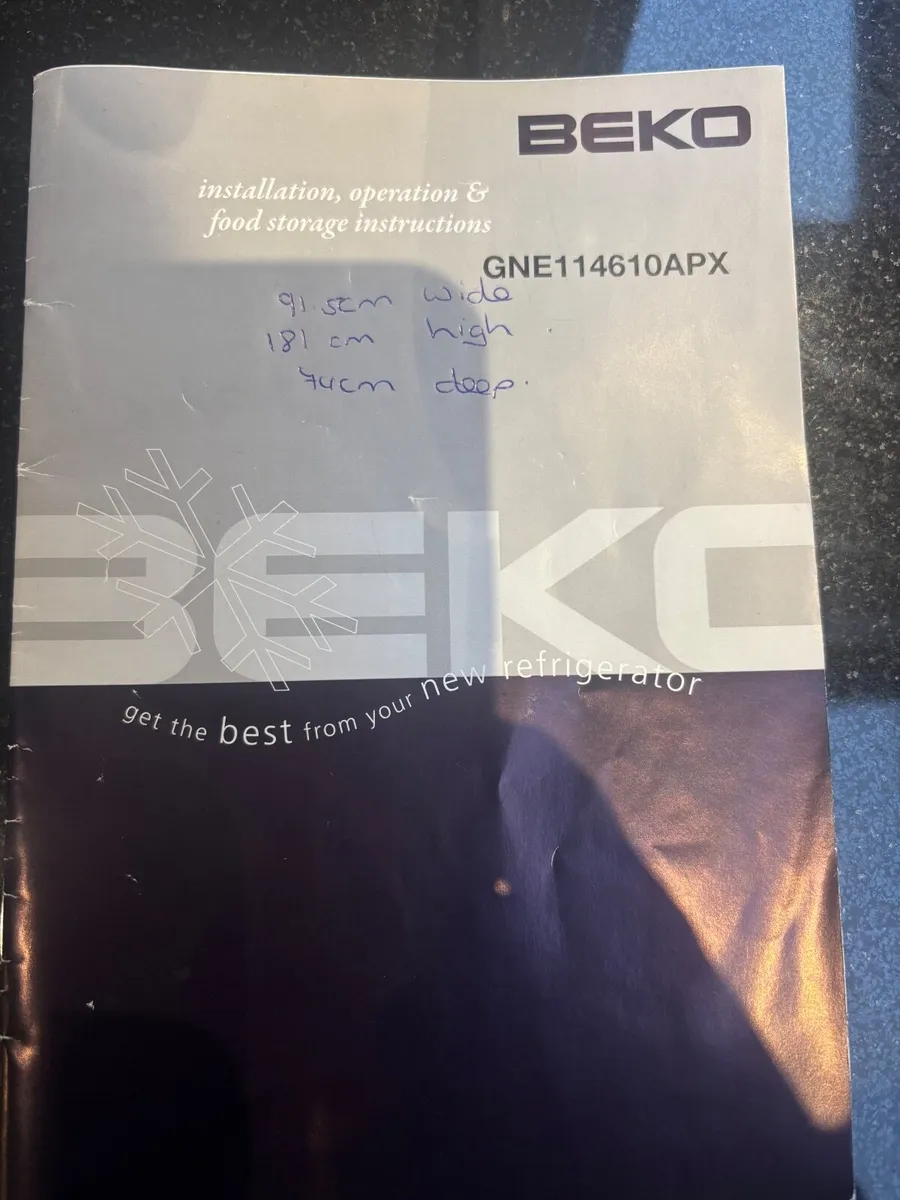 BEKO
installation, operation &
food storage instructions
GNE114610APX
91.5cm wide
181 cm high
74cm deep.
BEKO
get the best from your new refrigerator